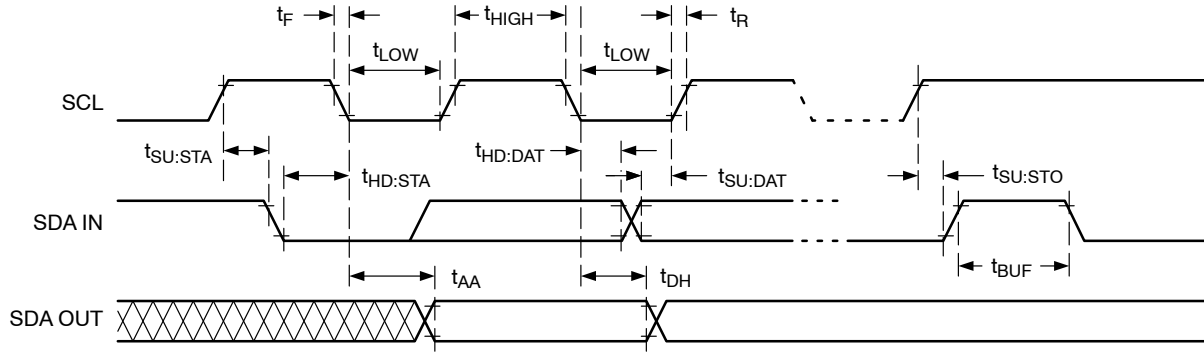 tF
tHIGH
tR
tLOW
tLOW
SCL
tSU:STA
tHD:STA
tHD:DAT
tSU:DAT
tSU:STO
SDA IN
tBUF
tAA
tDH
SDA OUT